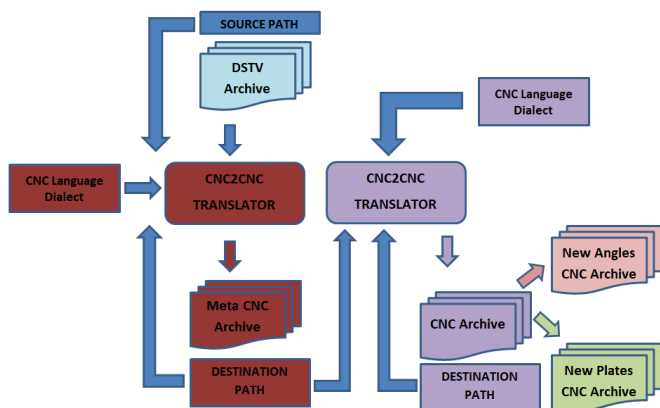 SOURCE PATH
DSTV
Archive
CNC Language
Dialect
CNC Language
Dialect
CNC2CNC
TRANSLATOR
CNC2CNC
TRANSLATOR
Meta CNC
Archive
CNC Archive
New Angles
CNC Archive
New Plates
CNC Archive
DESTINATION
PATH
DESTINATION
PATH